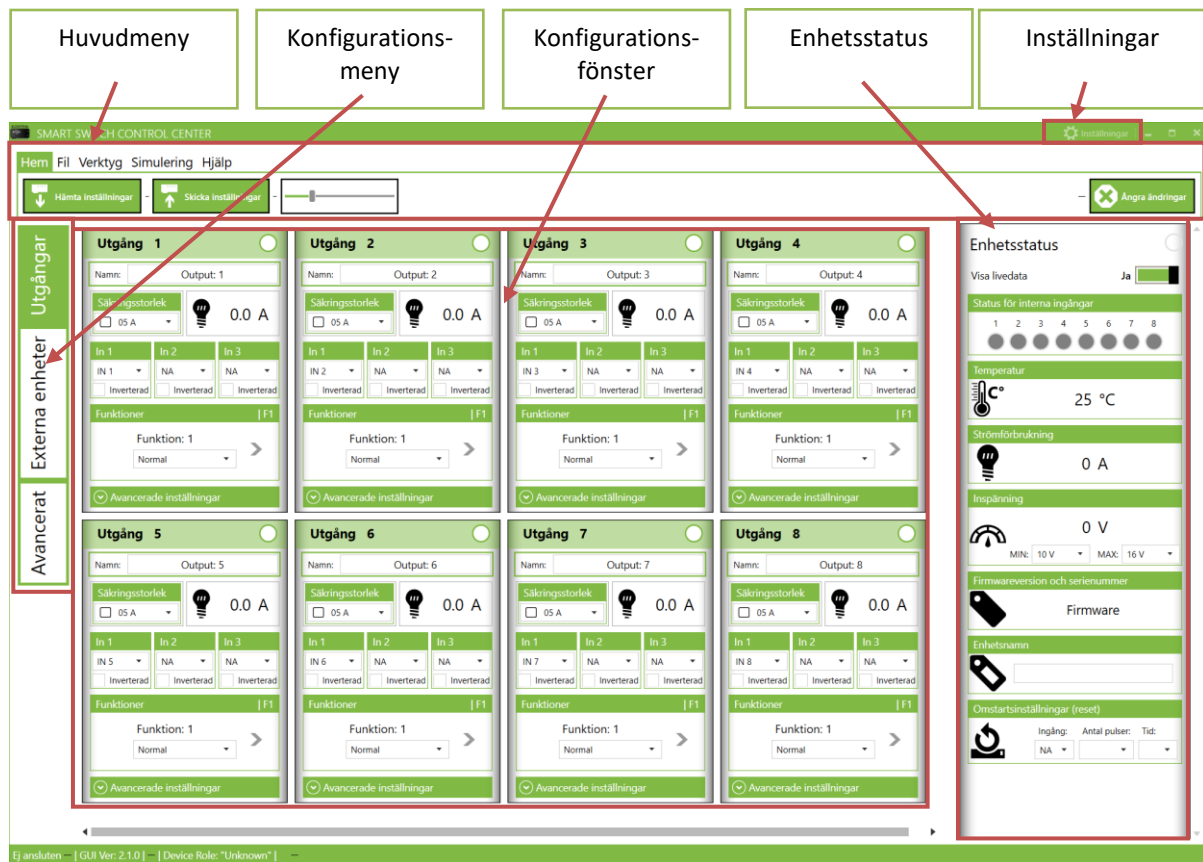 Huvudmeny
Konfigurations-
meny
Konfigurations-
fönster
Enhetsstatus
Inställningar
SMART SWITCH CONTROL CENTER
Inställningar
Hem Fil Verktyg Simulering Hjälp
Hämta inställningar - Skicka inställningar - – Ångra ändringar
Utgångar
Externa enheter
Avancerat
Utgång 1
Namn: Output: 1
Säkringsstorlek
05 A
0.0 A
In 1 In 2 In 3
IN 1 NA NA
Inverterad Inverterad Inverterad
Funktioner | F1
Funktion: 1
Normal
Avancerade inställningar
Utgång 2
Namn: Output: 2
Säkringsstorlek
05 A
0.0 A
In 1 In 2 In 3
IN 2 NA NA
Inverterad Inverterad Inverterad
Funktioner | F1
Funktion: 1
Normal
Avancerade inställningar
Utgång 3
Namn: Output: 3
Säkringsstorlek
05 A
0.0 A
In 1 In 2 In 3
IN 3 NA NA
Inverterad Inverterad Inverterad
Funktioner | F1
Funktion: 1
Normal
Avancerade inställningar
Utgång 4
Namn: Output: 4
Säkringsstorlek
05 A
0.0 A
In 1 In 2 In 3
IN 4 NA NA
Inverterad Inverterad Inverterad
Funktioner | F1
Funktion: 1
Normal
Avancerade inställningar
Utgång 5
Namn: Output: 5
Säkringsstorlek
05 A
0.0 A
In 1 In 2 In 3
IN 5 NA NA
Inverterad Inverterad Inverterad
Funktioner | F1
Funktion: 1
Normal
Avancerade inställningar
Utgång 6
Namn: Output: 6
Säkringsstorlek
05 A
0.0 A
In 1 In 2 In 3
IN 6 NA NA
Inverterad Inverterad Inverterad
Funktioner | F1
Funktion: 1
Normal
Avancerade inställningar
Utgång 7
Namn: Output: 7
Säkringsstorlek
05 A
0.0 A
In 1 In 2 In 3
IN 7 NA NA
Inverterad Inverterad Inverterad
Funktioner | F1
Funktion: 1
Normal
Avancerade inställningar
Utgång 8
Namn: Output: 8
Säkringsstorlek
05 A
0.0 A
In 1 In 2 In 3
IN 8 NA NA
Inverterad Inverterad Inverterad
Funktioner | F1
Funktion: 1
Normal
Avancerade inställningar
Enhetsstatus
Visa livedata Ja
Status för interna ingångar
1 2 3 4 5 6 7 8
Temperatur
C° 25 °C
Strömförbrukning
0 A
Inspänning
0 V
MIN: 10 V MAX: 16 V
Firmwareversion och serienummer
Firmware
Enhetsnamn
Omstartsinställningar (reset)
Ingång: Antal pulser: Tid:
NA
Ej ansluten – | GUI Ver: 2.1.0 | – | Device Role: "Unknown" | –